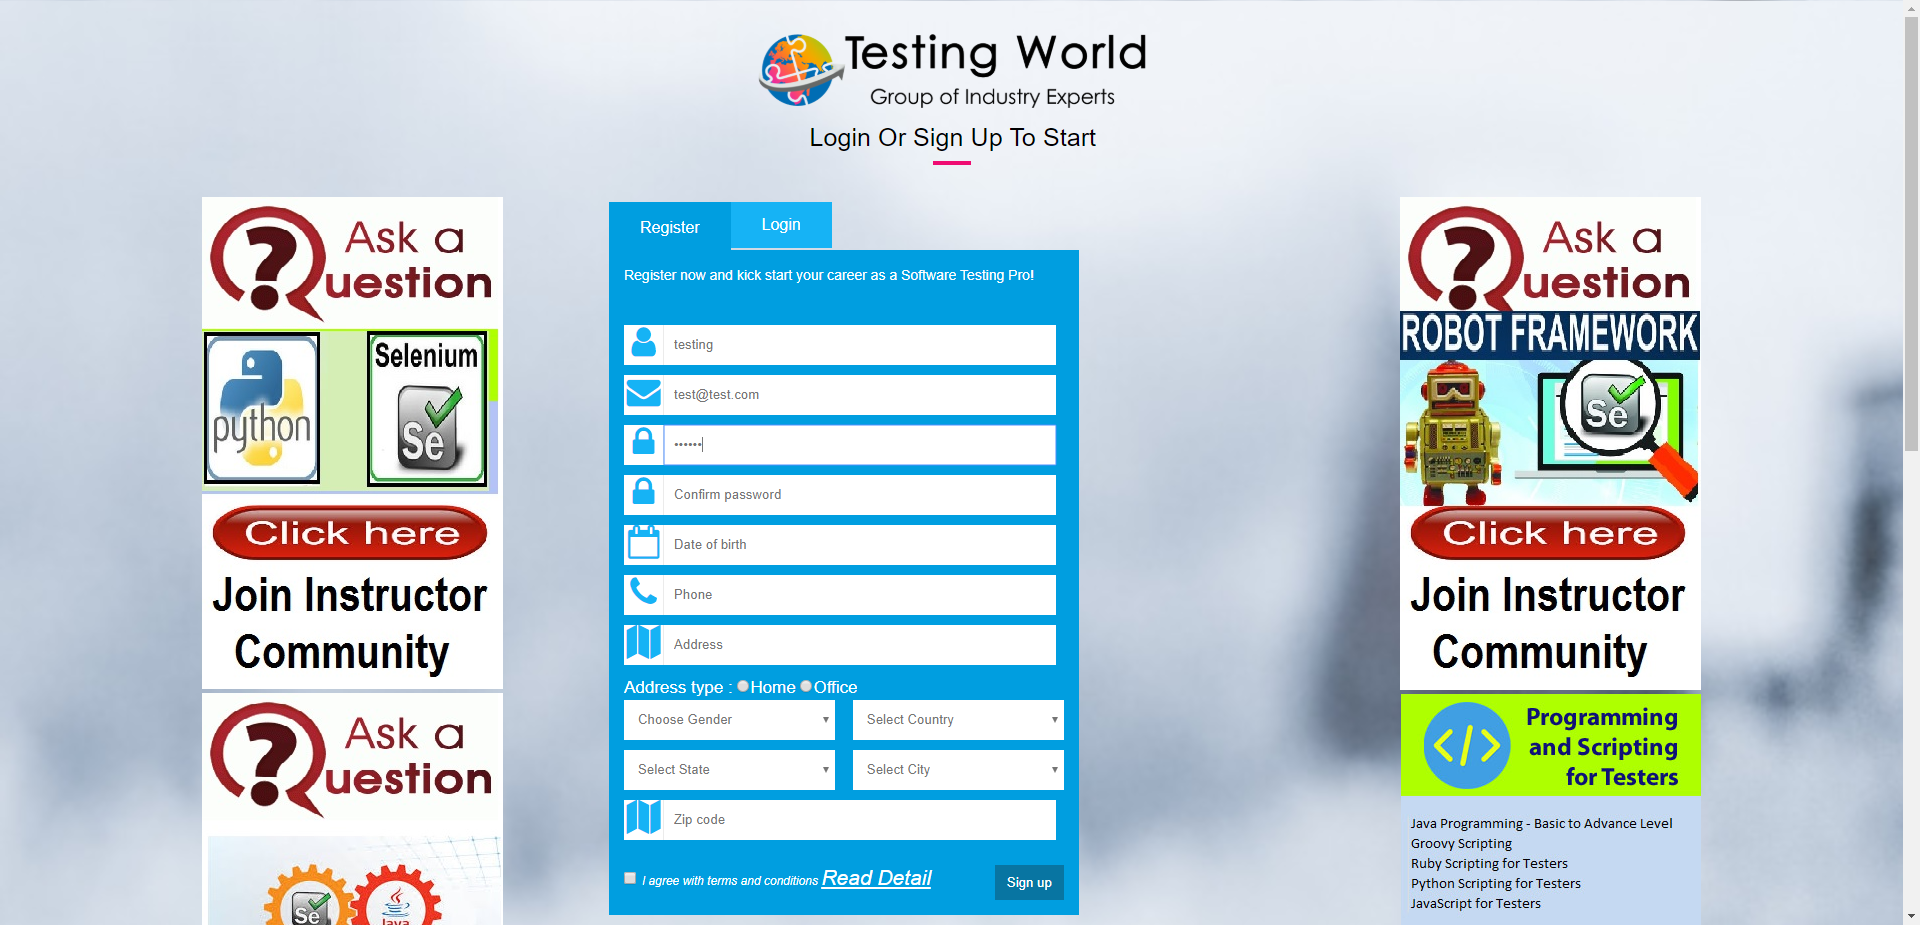 Testing World
Group of Industry Experts
Login Or Sign Up To Start
Ask a
Question
python
Selenium
Se
Click here
Join Instructor
Community
Ask a
Question
Se
Java
Register
Login
Register now and kick start your career as a Software Testing Pro!
testing
test@test.com
••••••
Confirm password
Date of birth
Phone
Address
Address type : Home Office
Choose Gender
Select Country
Select State
Select City
Zip code
I agree with terms and conditions Read Detail
Sign up
Ask a
Question
ROBOT FRAMEWORK
Se
Click here
Join Instructor
Community
</>
Programming
and Scripting
for Testers
Java Programming - Basic to Advance Level
Groovy Scripting
Ruby Scripting for Testers
Python Scripting for Testers
JavaScript for Testers